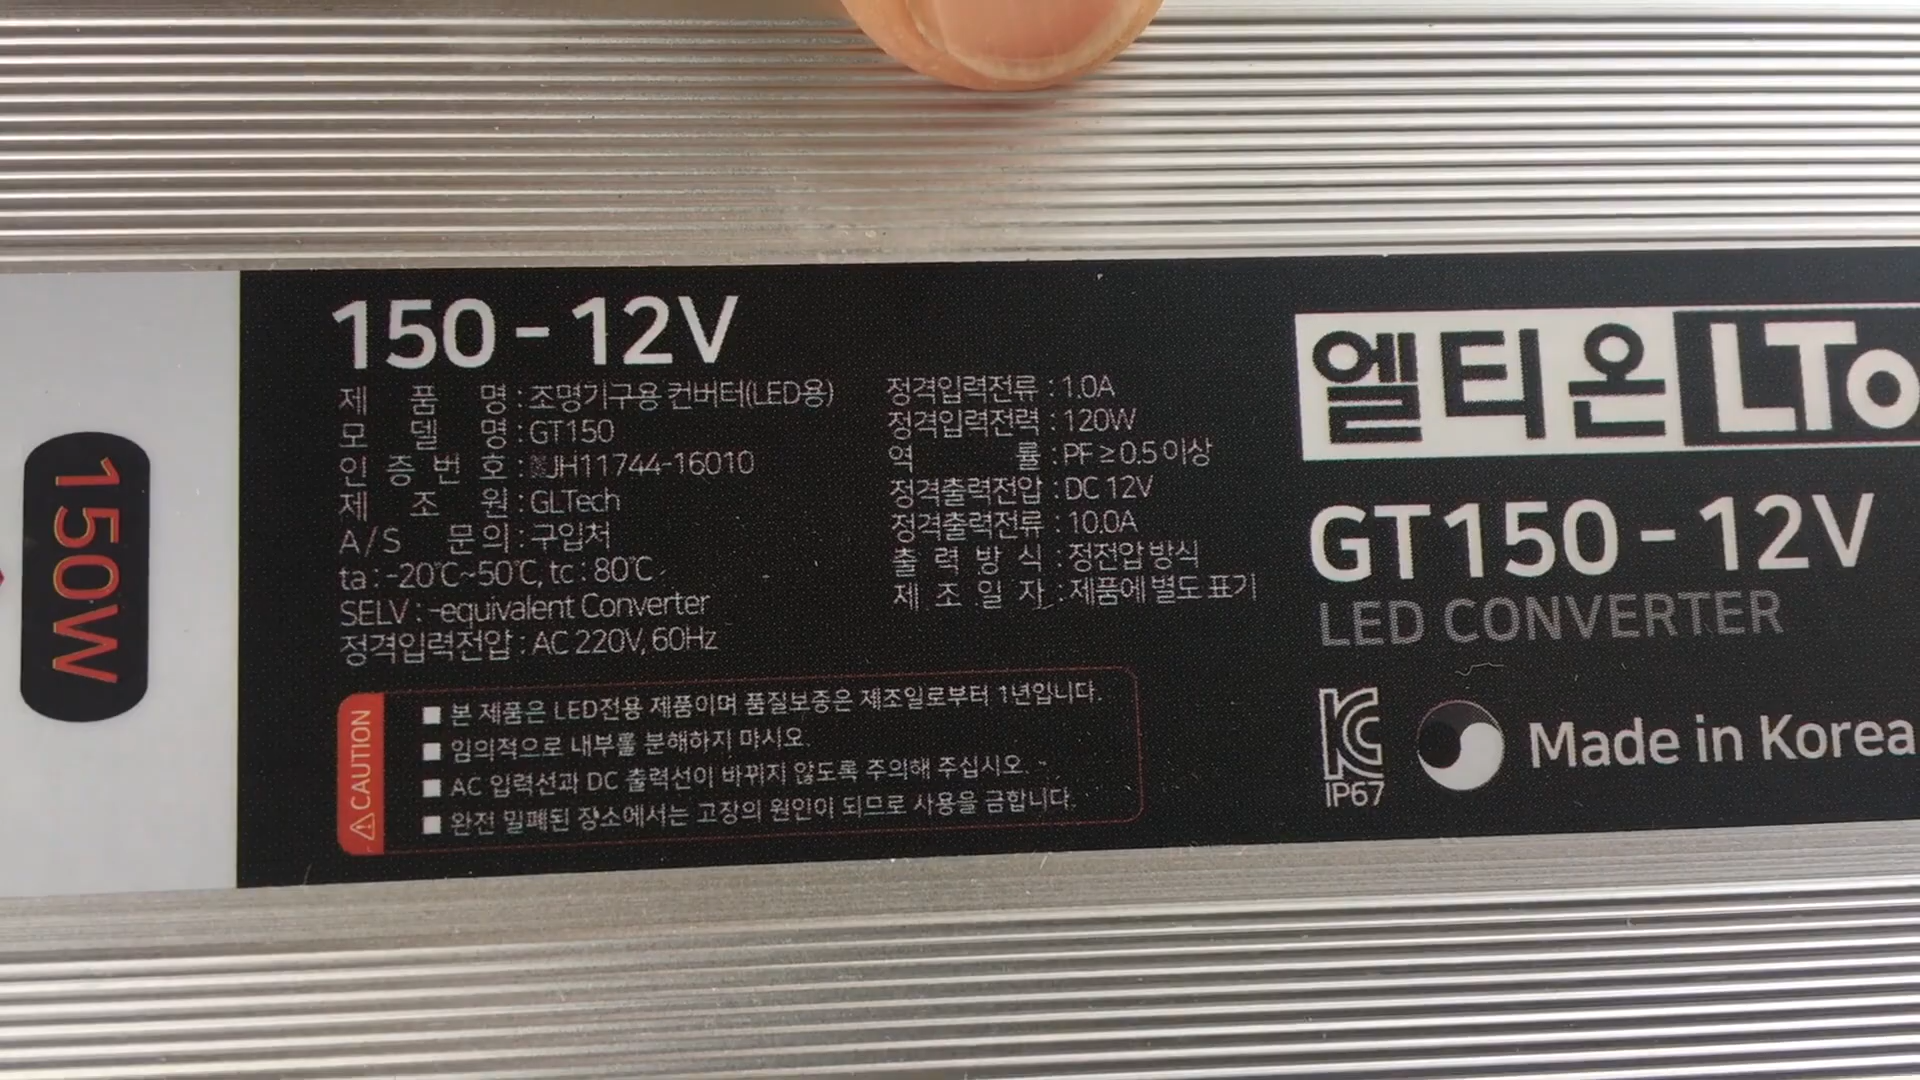 150W
150-12V
제 품 명 : 조명기구용 컨버터(LED용)
모 델 명 : GT150
인 증 번 호 : JH11744-16010
제 조 원 : GLTech
A/S 문의 : 구입처
ta : -20℃~50℃, tc : 80℃
SELV : -equivalent Converter
정격입력전압 : AC 220V, 60Hz
정격입력전류 : 1.0A
정격입력전력 : 120W
역 률 : PF ≥ 0.5 이상
정격출력전압 : DC 12V
정격출력전류 : 10.0A
출 력 방 식 : 정전압 방식
제 조 일 자 : 제품에 별도 표기
⚠CAUTION
■ 본 제품은 LED전용 제품이며 품질보증은 제조일로부터 1년입니다.
■ 임의적으로 내부를 분해하지 마시오.
■ AC 입력선과 DC 출력선이 바뀌지 않도록 주의해 주십시오.
■ 완전 밀폐된 장소에서는 고장의 원인이 되므로 사용을 금합니다.
엘티온 LTo
GT150-12V
LED CONVERTER
KC
IP67
Made in Korea